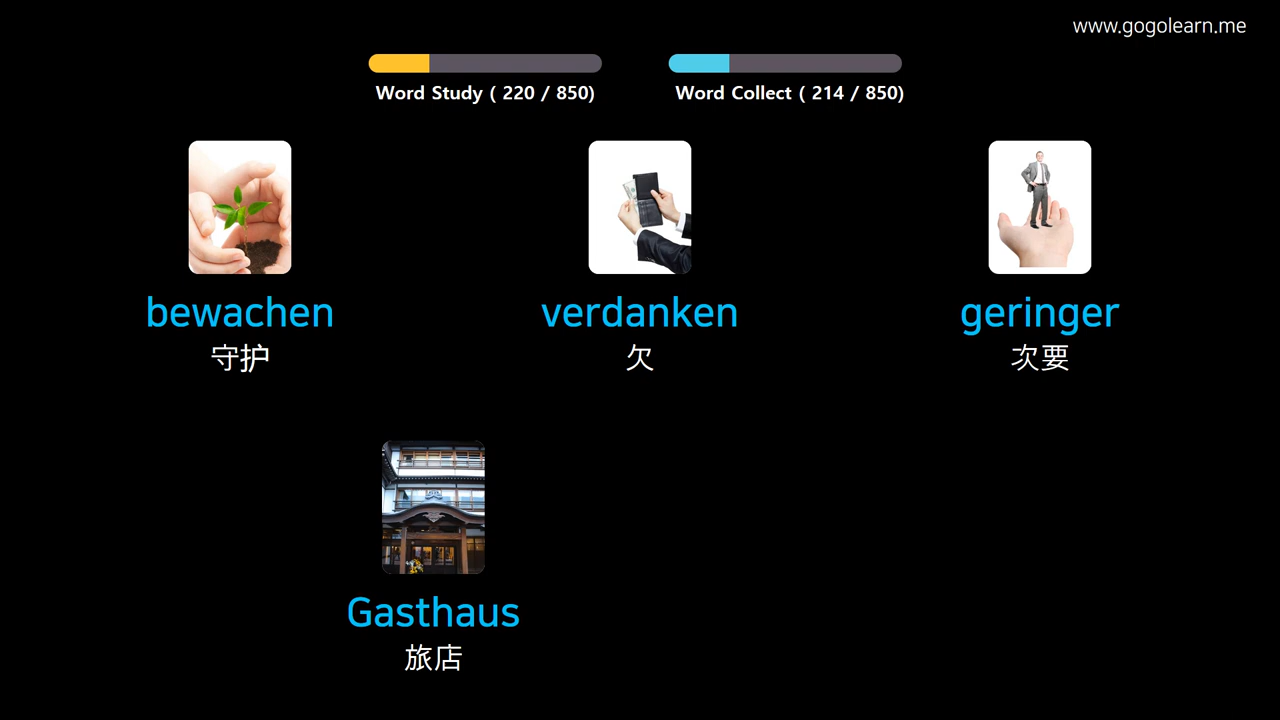 www.gogolearn.me
Word Study ( 220 / 850)
Word Collect ( 214 / 850)
bewachen
守护
verdanken
欠
geringer
次要
Gasthaus
旅店